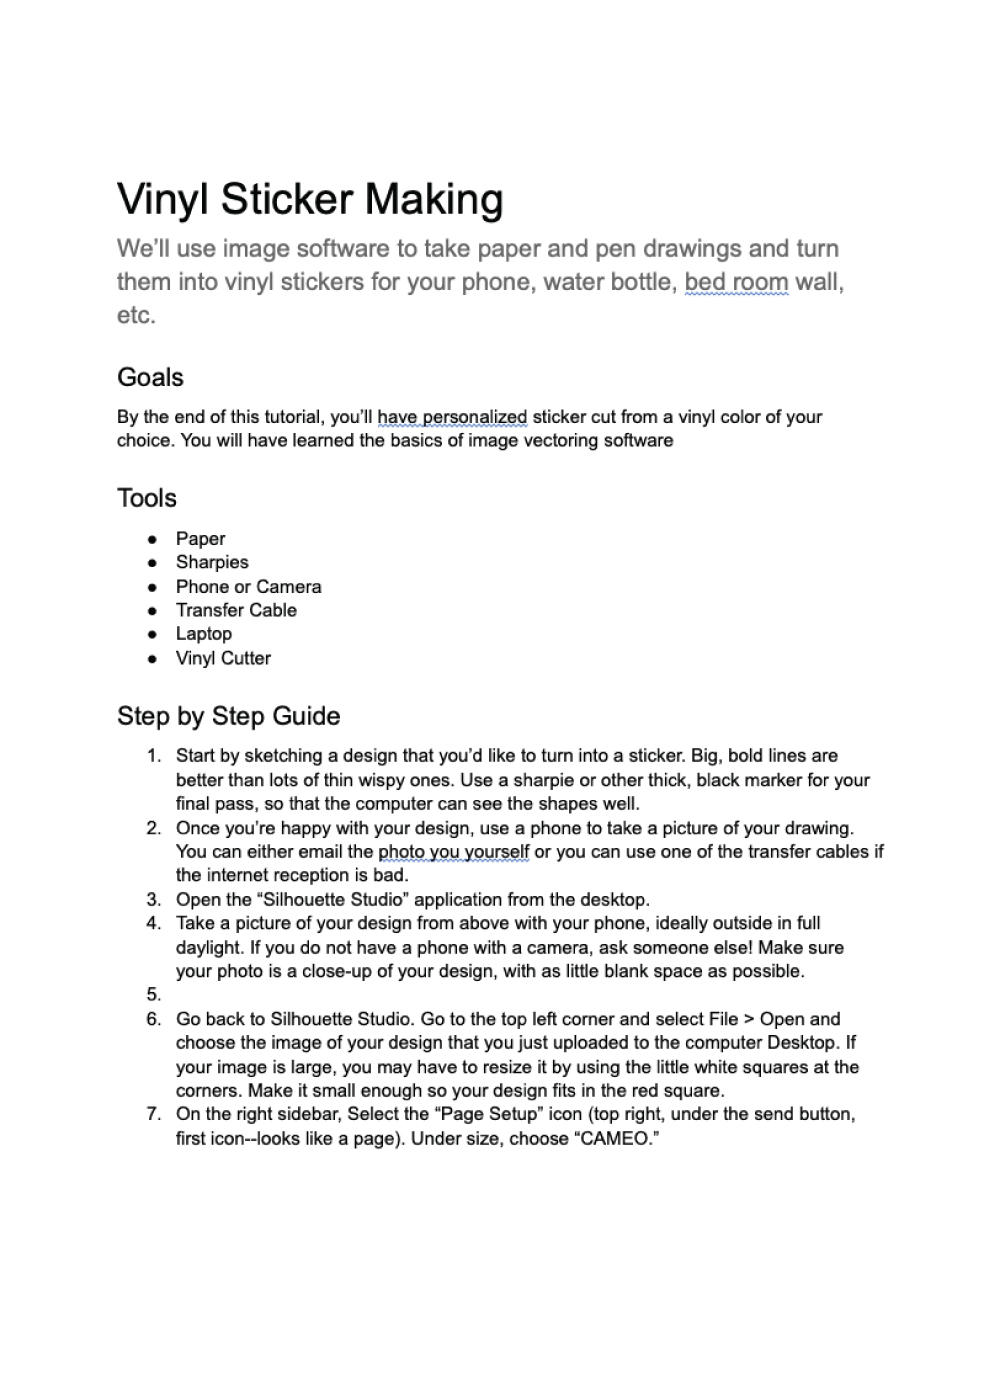 Vinyl Sticker Making
We’ll use image software to take paper and pen drawings and turn
them into vinyl stickers for your phone, water bottle, bed room wall,
etc.
Goals
By the end of this tutorial, you’ll have personalized sticker cut from a vinyl color of your
choice. You will have learned the basics of image vectoring software
Tools
● Paper
● Sharpies
● Phone or Camera
● Transfer Cable
● Laptop
● Vinyl Cutter
Step by Step Guide
1. Start by sketching a design that you’d like to turn into a sticker. Big, bold lines are
better than lots of thin wispy ones. Use a sharpie or other thick, black marker for your
final pass, so that the computer can see the shapes well.
2. Once you’re happy with your design, use a phone to take a picture of your drawing.
You can either email the photo you yourself or you can use one of the transfer cables if
the internet reception is bad.
3. Open the “Silhouette Studio” application from the desktop.
4. Take a picture of your design from above with your phone, ideally outside in full
daylight. If you do not have a phone with a camera, ask someone else! Make sure
your photo is a close-up of your design, with as little blank space as possible.
5.
6. Go back to Silhouette Studio. Go to the top left corner and select File > Open and
choose the image of your design that you just uploaded to the computer Desktop. If
your image is large, you may have to resize it by using the little white squares at the
corners. Make it small enough so your design fits in the red square.
7. On the right sidebar, Select the “Page Setup” icon (top right, under the send button,
first icon--looks like a page). Under size, choose “CAMEO.”